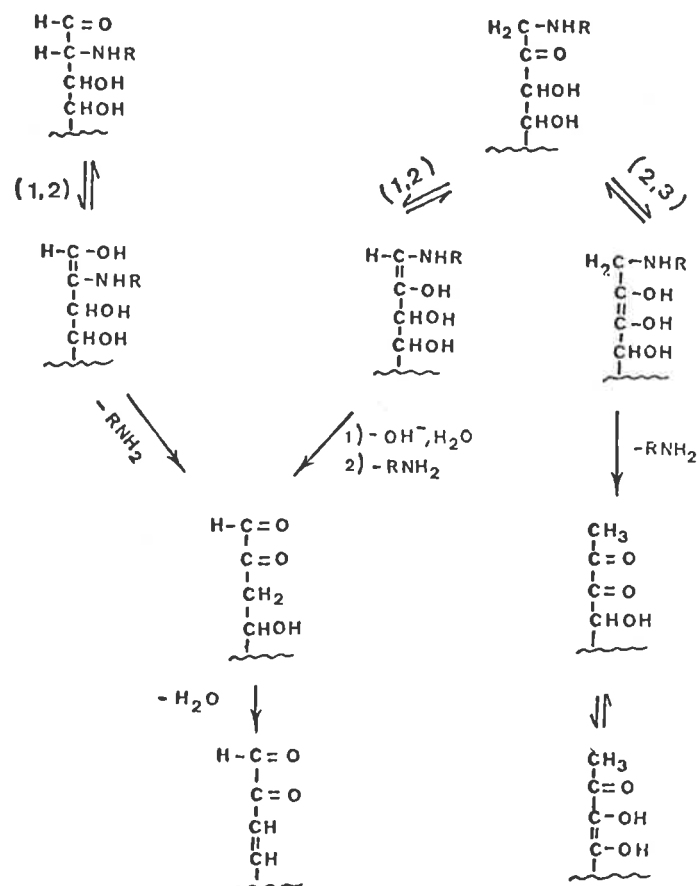 H-C=O
H-C-NHR
CHOH
CHOH
H2C-NHR
C=O
CHOH
CHOH
(1,2)
(1,2)
(2,3)
H-C-OH
C-NHR
CHOH
CHOH
H-C-NHR
C-OH
CHOH
CHOH
H2C-NHR
C-OH
C-OH
CHOH
-RNH2
1)-OH⁻,H2O
2)-RNH2
-RNH2
H-C=O
C=O
CH2
CHOH
CH3
C=O
C=O
CHOH
-H2O
H-C=O
C=O
CH
CH
CH3
C=O
C-OH
C-OH